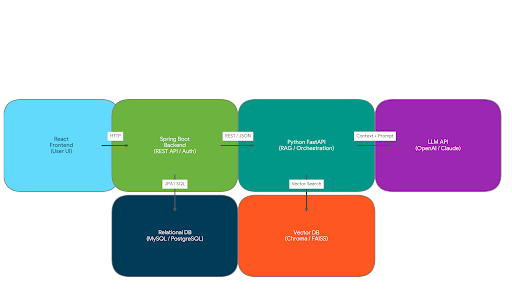 React
Frontend
(User UI)
HTTP
Spring Boot
Backend
(REST API / Auth)
REST / JSON
Python FastAPI
(RAG / Orchestration)
Context + Prompt
LLM API
(OpenAI / Claude)
JPA / SQL
Vector Search
Relational DB
(MySQL / PostgreSQL)
Vector DB
(Chroma / FAISS)